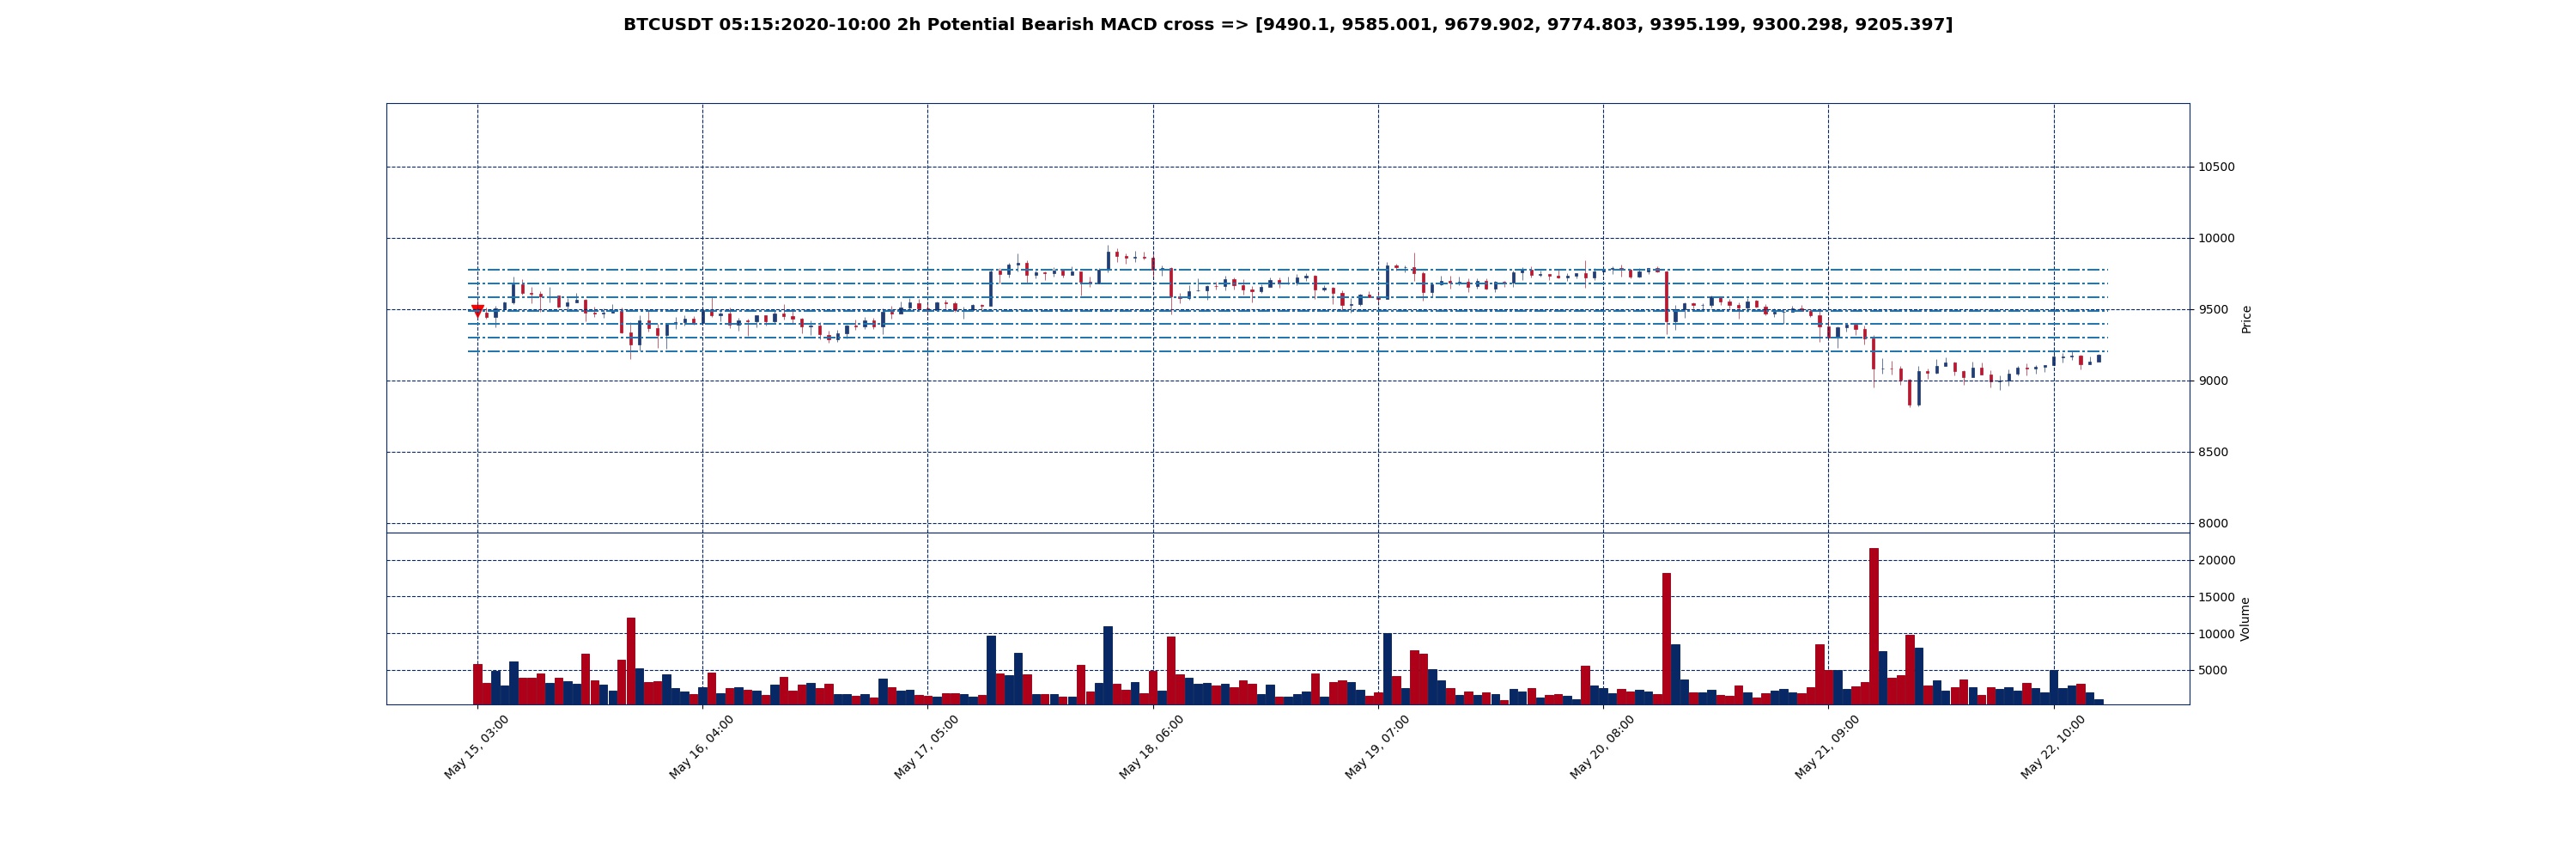 BTCUSDT 05:15:2020-10:00 2h Potential Bearish MACD cross => [9490.1, 9585.001, 9679.902, 9774.803, 9395.199, 9300.298, 9205.397]
10500
10000
9500
9000
8500
8000
Price
20000
15000
10000
5000
Volume
May 15, 03:00
May 16, 04:00
May 17, 05:00
May 18, 06:00
May 19, 07:00
May 20, 08:00
May 21, 09:00
May 22, 10:00